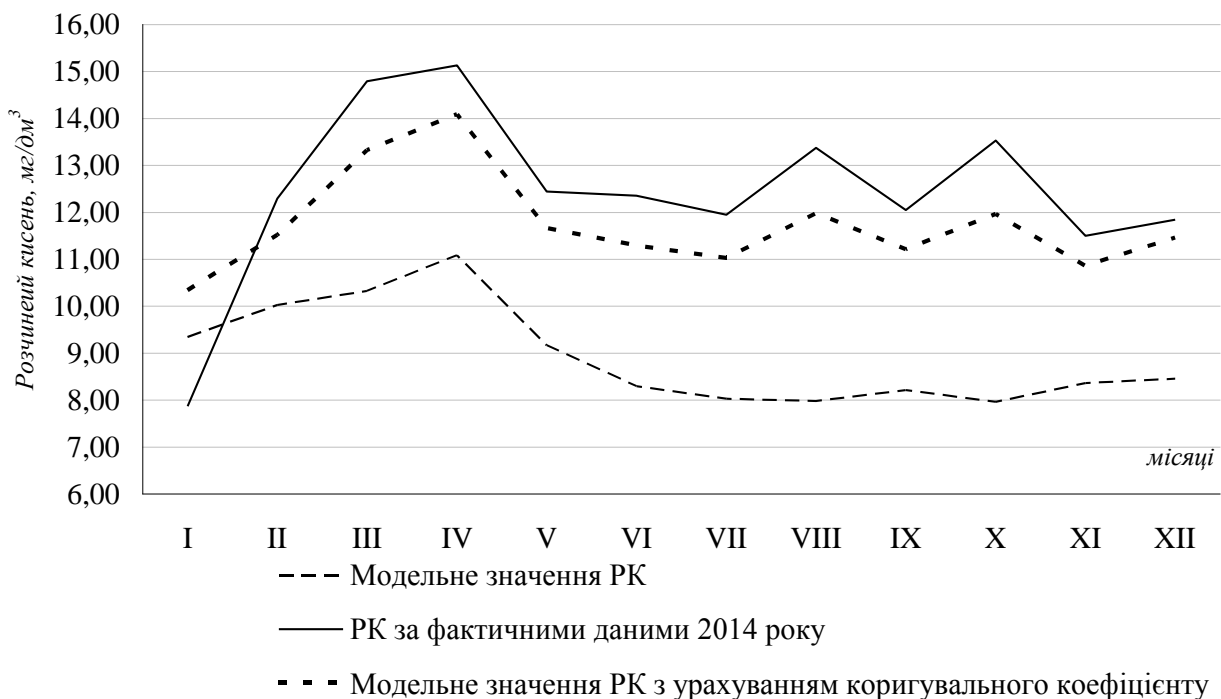 16,00
15,00
14,00
13,00
12,00
11,00
10,00
9,00
8,00
7,00
6,00
Розчинеий кисень, мг/дм³
місяці
I II III IV V VI VII VIII IX X XI XII
Модельне значення РК
РК за фактичними даними 2014 року
Модельне значення РК з урахуванням коригувального коефіцієнту